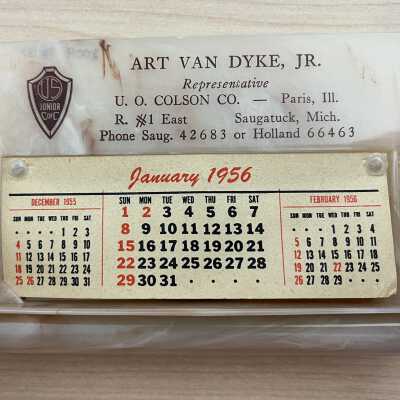 US
JUNIOR
C of C
ART VAN DYKE, JR.
Representative
U. O. COLSON CO. — Paris, Ill.
R. #1 East Saugatuck, Mich.
Phone Saug. 42683 or Holland 66463
January 1956
DECEMBER 1955
SUN MON TUE WED THU FRI SAT
· · · · 1 2 3
4 5 6 7 8 9 10
11 12 13 14 15 16 17
18 19 20 21 22 23 24
25 26 27 28 29 30 31
SUN. MON. TUE. WED. THU. FRI. SAT.
1 2 3 4 5 6 7
8 9 10 11 12 13 14
15 16 17 18 19 20 21
22 23 24 25 26 27 28
29 30 31 · · · ·
FEBRUARY 1956
SUN MON TUE WED THU FRI SAT
· · · 1 2 3 4
5 6 7 8 9 10 11
12 13 14 15 16 17 18
19 20 21 22 23 24 25
26 27 28 29 · · ·